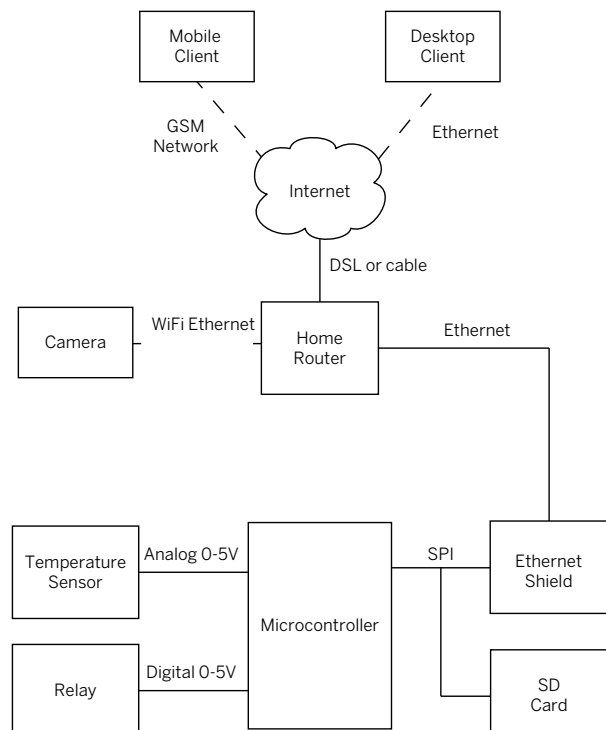 Mobile
Client
Desktop
Client
GSM
Network
Ethernet
Internet
DSL or cable
Camera
WiFi Ethernet
Home
Router
Ethernet
Temperature
Sensor
Analog 0-5V
Microcontroller
SPI
Ethernet
Shield
Relay
Digital 0-5V
SD
Card